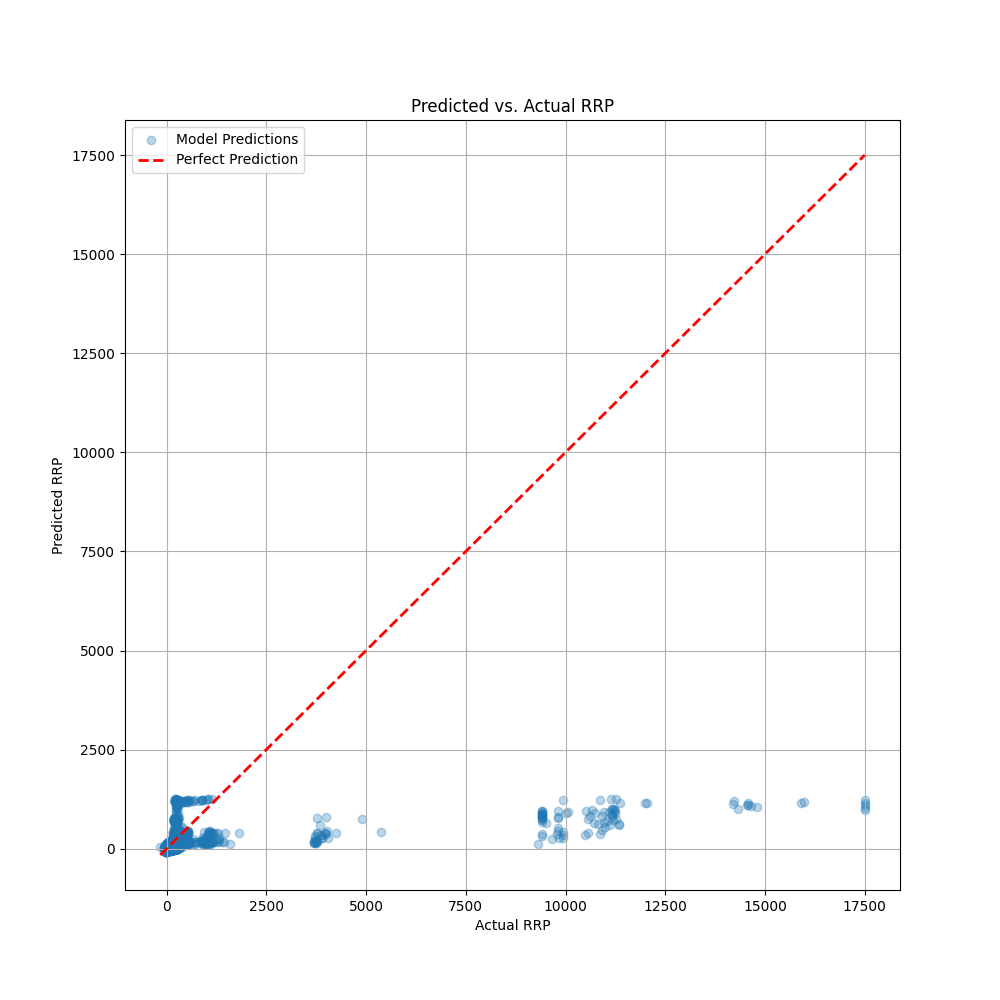 Predicted vs. Actual RRP
Model Predictions
Perfect Prediction
17500
15000
12500
10000
7500
5000
2500
0
Predicted RRP
0 2500 5000 7500 10000 12500 15000 17500
Actual RRP